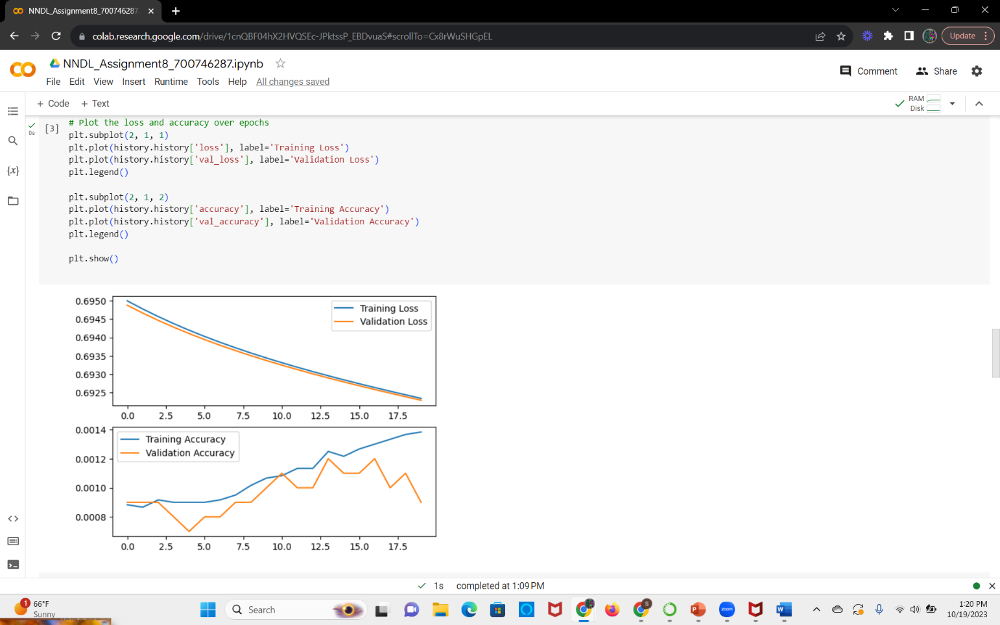 NNDL_Assignment8_700746287.
colab.research.google.com/drive/1cnQBF04hX2HVQSEc-JPktssP_EBDvuaS#scrollTo=Cx8rWuSHGpEL
Update
NNDL_Assignment8_700746287.ipynb
Comment
Share
File Edit View Insert Runtime Tools Help All changes saved
+ Code + Text
RAM
Disk
0s
[3]
# Plot the loss and accuracy over epochs
plt.subplot(2, 1, 1)
plt.plot(history.history['loss'], label='Training Loss')
plt.plot(history.history['val_loss'], label='Validation Loss')
plt.legend()
plt.subplot(2, 1, 2)
plt.plot(history.history['accuracy'], label='Training Accuracy')
plt.plot(history.history['val_accuracy'], label='Validation Accuracy')
plt.legend()
plt.show()
{x}
0.6950
0.6945
0.6940
0.6935
0.6930
0.6925
Training Loss
Validation Loss
0.0 2.5 5.0 7.5 10.0 12.5 15.0 17.5
0.0014
0.0012
0.0010
0.0008
Training Accuracy
Validation Accuracy
0.0 2.5 5.0 7.5 10.0 12.5 15.0 17.5
1s completed at 1:09 PM
1
66°F
Sunny
Search
S
P
zoom
W
1:20 PM
10/19/2023